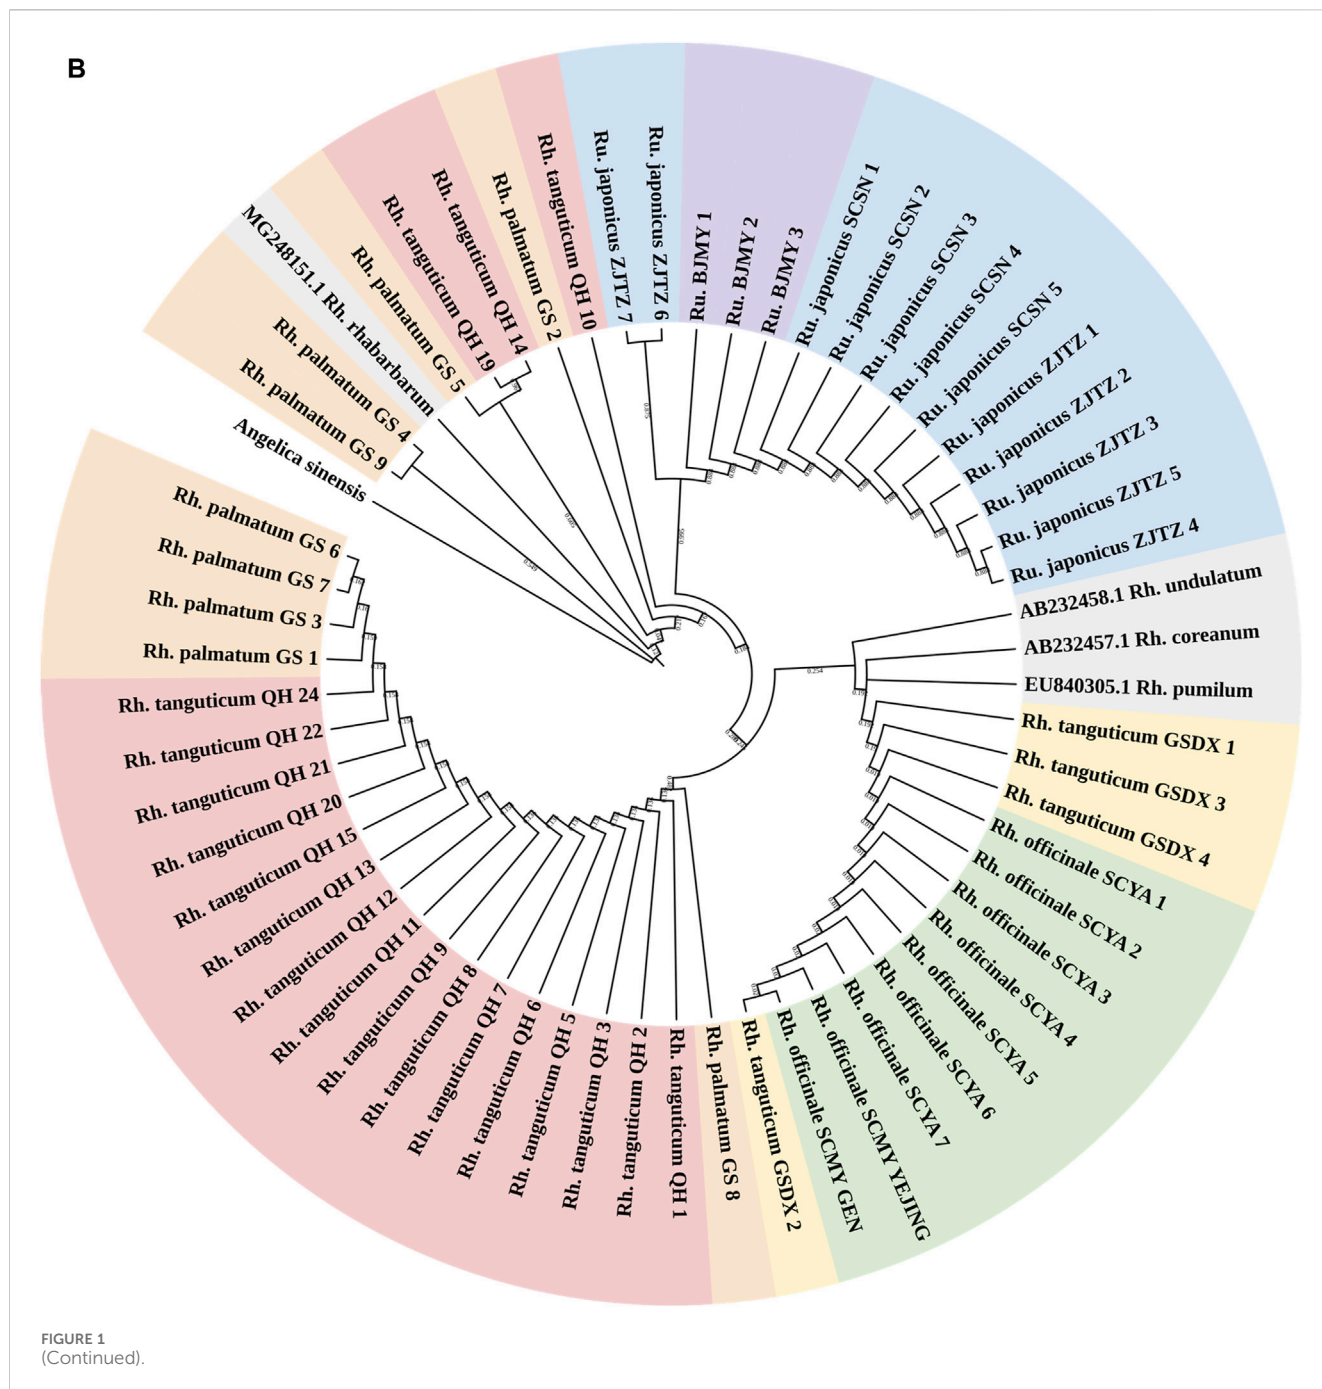 B
Rh. palmatum GS 9
Rh. palmatum GS 4
MG248151.1 Rh. rhabarbarum
Rh. palmatum GS 5
Rh. tanguticum QH 19
Rh. tanguticum QH 14
Rh. palmatum GS 2
Rh. tanguticum QH 10
Ru. japonicus ZJTZ 7
Ru. japonicus ZJTZ 6
Ru. BJMY 1
Ru. BJMY 2
Ru. BJMY 3
Ru. japonicus SCSN 1
Ru. japonicus SCSN 2
Ru. japonicus SCSN 3
Ru. japonicus SCSN 4
Ru. japonicus SCSN 5
Ru. japonicus ZJTZ 1
Ru. japonicus ZJTZ 2
Ru. japonicus ZJTZ 3
Ru. japonicus ZJTZ 5
Ru. japonicus ZJTZ 4
AB232458.1 Rh. undulatum
AB232457.1 Rh. coreanum
EU840305.1 Rh. pumilum
Rh. tanguticum GSDX 1
Rh. tanguticum GSDX 3
Rh. tanguticum GSDX 4
Rh. officinale SCYA 1
Rh. officinale SCYA 2
Rh. officinale SCYA 3
Rh. officinale SCYA 4
Rh. officinale SCYA 5
Rh. officinale SCYA 6
Rh. officinale SCYA 7
Rh. officinale SCMY YEJING
Rh. officinale SCMY GEN
Rh. tanguticum GSDX 2
Rh. palmatum GS 8
Rh. tanguticum QH 1
Rh. tanguticum QH 2
Rh. tanguticum QH 3
Rh. tanguticum QH 5
Rh. tanguticum QH 6
Rh. tanguticum QH 7
Rh. tanguticum QH 8
Rh. tanguticum QH 9
Rh. tanguticum QH 11
Rh. tanguticum QH 12
Rh. tanguticum QH 13
Rh. tanguticum QH 15
Rh. tanguticum QH 20
Rh. tanguticum QH 21
Rh. tanguticum QH 22
Rh. tanguticum QH 24
Rh. palmatum GS 1
Rh. palmatum GS 3
Rh. palmatum GS 7
Rh. palmatum GS 6
Angelica sinensis
0.875
0.995
0.254
FIGURE 1
(Continued).